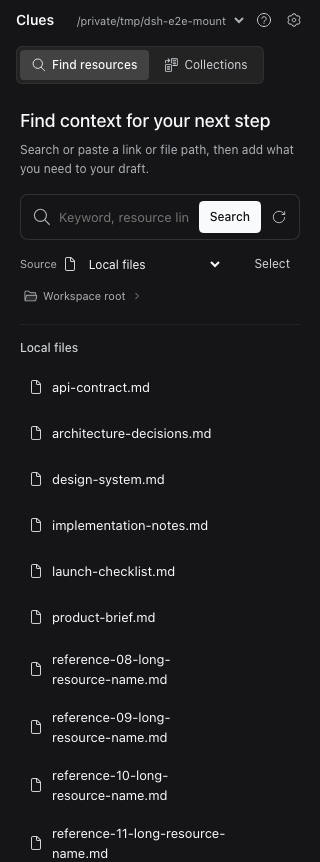 Clues /private/tmp/dsh-e2e-mount
Find resources Collections
Find context for your next step
Search or paste a link or file path, then add what
you need to your draft.
Keyword, resource lin Search
Source Local files Select
Workspace root
Local files
api-contract.md
architecture-decisions.md
design-system.md
implementation-notes.md
launch-checklist.md
product-brief.md
reference-08-long-
resource-name.md
reference-09-long-
resource-name.md
reference-10-long-
resource-name.md
reference-11-long-resource-
name.md